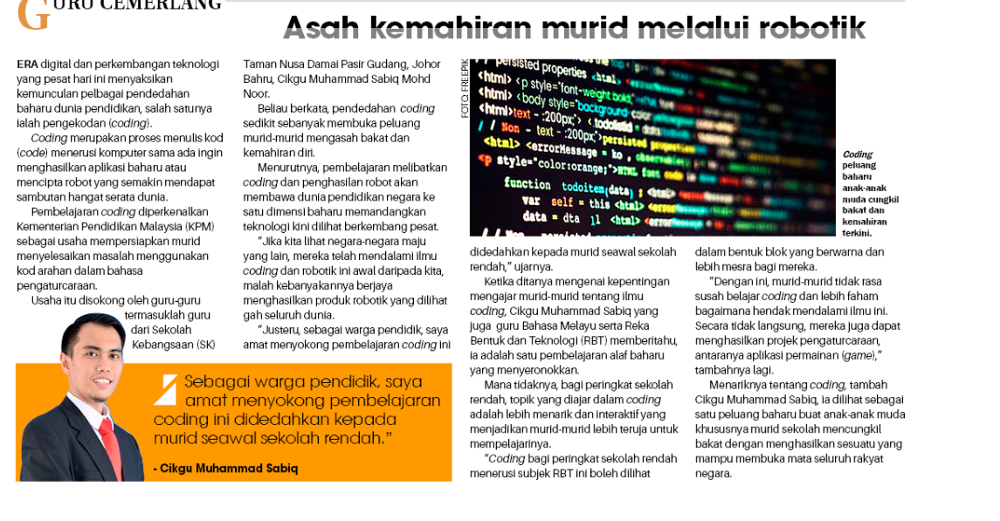 GURU CEMERLANG
Asah kemahiran murid melalui robotik
ERA digital dan perkembangan teknologi
yang pesat hari ini menyaksikan
kemunculan pelbagai pendedahan
baharu dunia pendidikan, salah satunya
ialah pengekodan (coding).
Coding merupakan proses menulis kod
(code) menerusi komputer sama ada ingin
menghasilkan aplikasi baharu atau
mencipta robot yang semakin mendapat
sambutan hangat serata dunia.
Pembelajaran coding diperkenalkan
Kementerian Pendidikan Malaysia (KPM)
sebagai usaha mempersiapkan murid
menyelesaikan masalah menggunakan
kod arahan dalam bahasa
pengaturcaraan.
Usaha itu disokong oleh guru-guru
termasuklah guru
dari Sekolah
Kebangsaan (SK)
Taman Nusa Damai Pasir Gudang, Johor
Bahru, Cikgu Muhammad Sabiq Mohd
Noor.
Beliau berkata, pendedahan coding
sedikit sebanyak membuka peluang
murid-murid mengasah bakat dan
kemahiran diri.
Menurutnya, pembelajaran melibatkan
coding dan penghasilan robot akan
membawa dunia pendidikan negara ke
satu dimensi baharu memandangkan
teknologi kini dilihat berkembang pesat.
"Jika kita lihat negara-negara maju
yang lain, mereka telah mendalami ilmu
coding dan robotik ini awal daripada kita,
malah kebanyakannya berjaya
menghasilkan produk robotik yang dilihat
gah seluruh dunia.
"Justeru, sebagai warga pendidik, saya
amat menyokong pembelajaran coding ini
Sebagai warga pendidik, saya
amat menyokong pembelajaran
coding ini didedahkan kepada
murid seawal sekolah rendah."
- Cikgu Muhammad Sabiq
FOTO: FREEPIK
// persisted properties <html> <errorMessage
<html> <p style="font-weight:bold;"
<html> <body style="background-color:
<html>text - :200px;"> < .todolistid
// Non - text - :200px;">persisted properties
<html> <errorMessage = ko , observable
<p style="color:orange;">HTML font code is
function todoitem(data) ; <html>
var self = this <html> <errorMessage
data = dta )l <html> <errorMessage
// Non persisted properties
Coding
peluang
baharu
anak-anak
muda cungkil
bakat dan
kemahiran
terkini.
didedahkan kepada murid seawal sekolah
rendah," ujarnya.
Ketika ditanya mengenai kepentingan
mengajar murid-murid tentang ilmu
coding, Cikgu Muhammad Sabiq yang
juga guru Bahasa Melayu serta Reka
Bentuk dan Teknologi (RBT) memberitahu,
ia adalah satu pembelajaran alaf baharu
yang menyeronokkan.
Mana tidaknya, bagi peringkat sekolah
rendah, topik yang diajar dalam coding
adalah lebih menarik dan interaktif yang
menjadikan murid-murid lebih teruja untuk
mempelajarinya.
"Coding bagi peringkat sekolah rendah
menerusi subjek RBT ini boleh dilihat
dalam bentuk blok yang berwarna dan
lebih mesra bagi mereka.
"Dengan ini, murid-murid tidak rasa
susah belajar coding dan lebih faham
bagaimana hendak mendalami ilmu ini.
Secara tidak langsung, mereka juga dapat
menghasilkan projek pengaturcaraan,
antaranya aplikasi permainan (game),"
tambahnya lagi.
Menariknya tentang coding, tambah
Cikgu Muhammad Sabiq, ia dilihat sebagai
satu peluang baharu buat anak-anak muda
khususnya murid sekolah mencungkil
bakat dengan menghasilkan sesuatu yang
mampu membuka mata seluruh rakyat
negara.